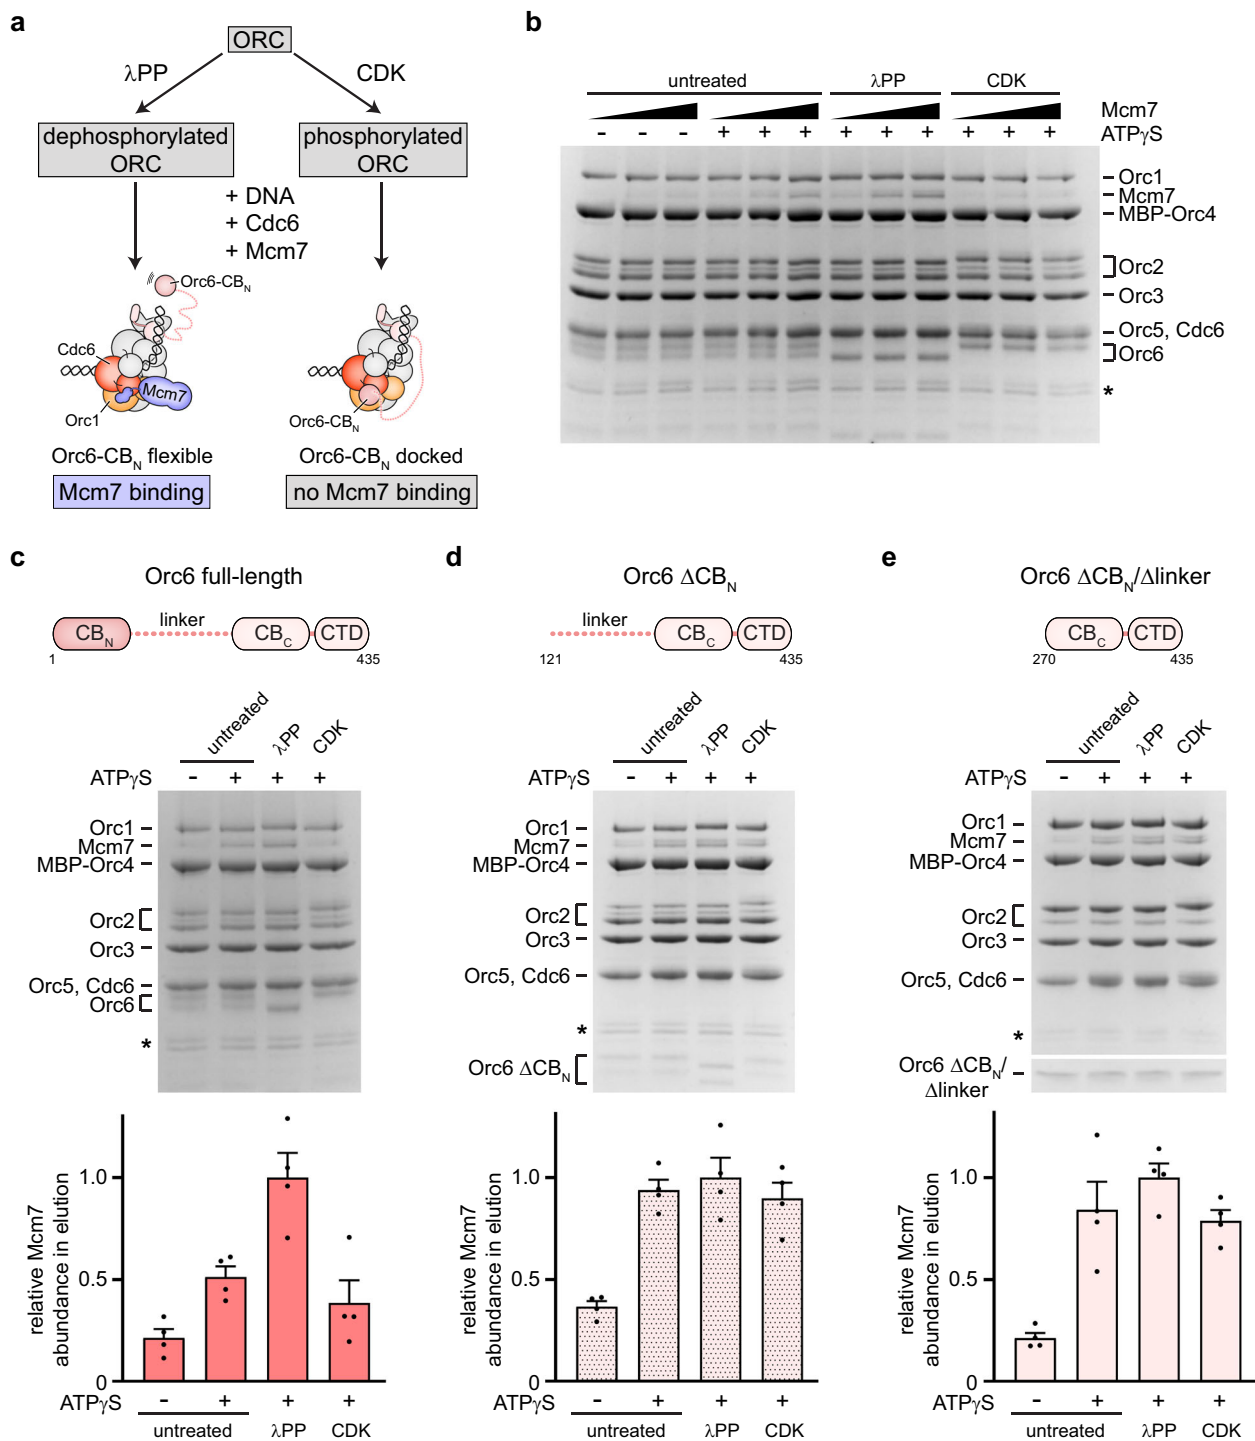 a
ORC
λPP
CDK
dephosphorylated
ORC
phosphorylated
ORC
+ DNA
+ Cdc6
+ Mcm7
Orc6-CBN
Cdc6
Mcm7
Orc1
Orc6-CBN
Orc6-CBN flexible
Orc6-CBN docked
Mcm7 binding
no Mcm7 binding
b
untreated λPP CDK
Mcm7
- - - + + + + + + + + + ATPγS
Orc1
Mcm7
MBP-Orc4
Orc2
Orc3
Orc5, Cdc6
Orc6
*
c
Orc6 full-length
CBN linker CBC CTD
1 435
untreated λPP CDK
ATPγS - + + +
Orc1
Mcm7
MBP-Orc4
Orc2
Orc3
Orc5, Cdc6
Orc6
*
relative Mcm7
abundance in elution
1.0
0.5
0
ATPγS - + + +
untreated λPP CDK
d
Orc6 ΔCBN
linker CBC CTD
121 435
untreated λPP CDK
ATPγS - + + +
Orc1
Mcm7
MBP-Orc4
Orc2
Orc3
Orc5, Cdc6
*
Orc6 ΔCBN
relative Mcm7
abundance in elution
1.0
0.5
0
ATPγS - + + +
untreated λPP CDK
e
Orc6 ΔCBN/Δlinker
CBC CTD
270 435
untreated λPP CDK
ATPγS - + + +
Orc1
Mcm7
MBP-Orc4
Orc2
Orc3
Orc5, Cdc6
*
Orc6 ΔCBN/
Δlinker
relative Mcm7
abundance in elution
1.0
0.5
0
ATPγS - + + +
untreated λPP CDK